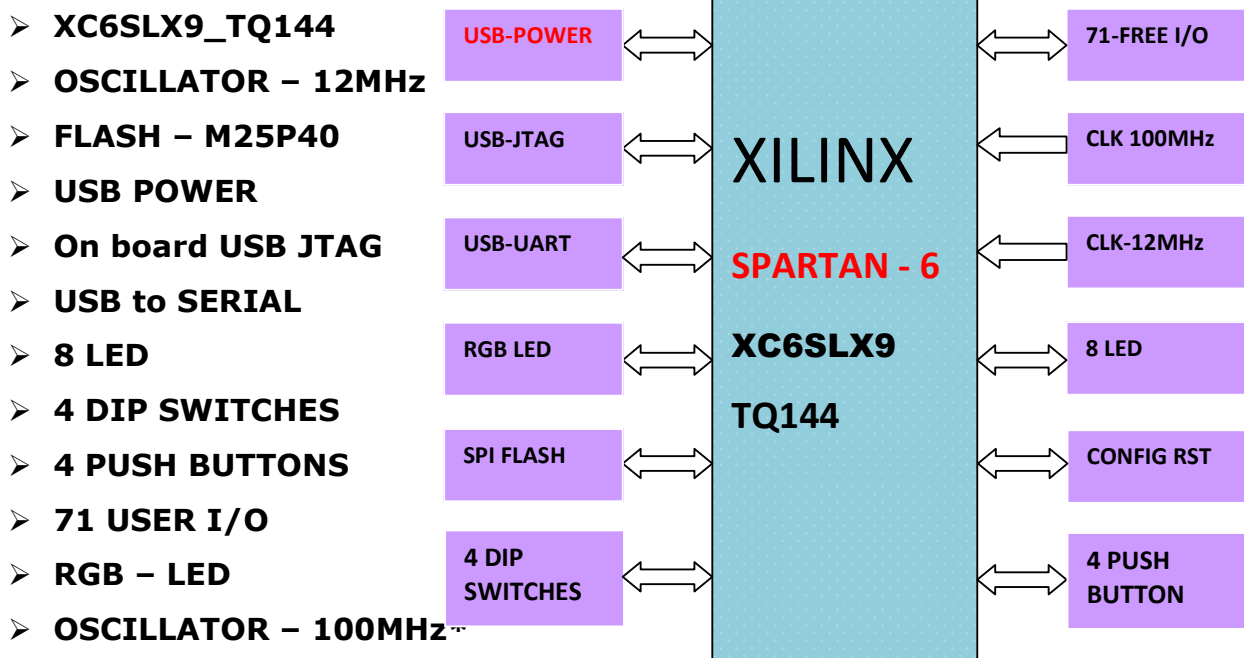 XC6SLX9_TQ144
OSCILLATOR – 12MHz
FLASH – M25P40
USB POWER
On board USB JTAG
USB to SERIAL
8 LED
4 DIP SWITCHES
4 PUSH BUTTONS
71 USER I/O
RGB – LED
OSCILLATOR – 100MHz*
USB-POWER
USB-JTAG
USB-UART
RGB LED
SPI FLASH
4 DIP
SWITCHES
XILINX
SPARTAN - 6
XC6SLX9
TQ144
71-FREE I/O
CLK 100MHz
CLK-12MHz
8 LED
CONFIG RST
4 PUSH
BUTTON